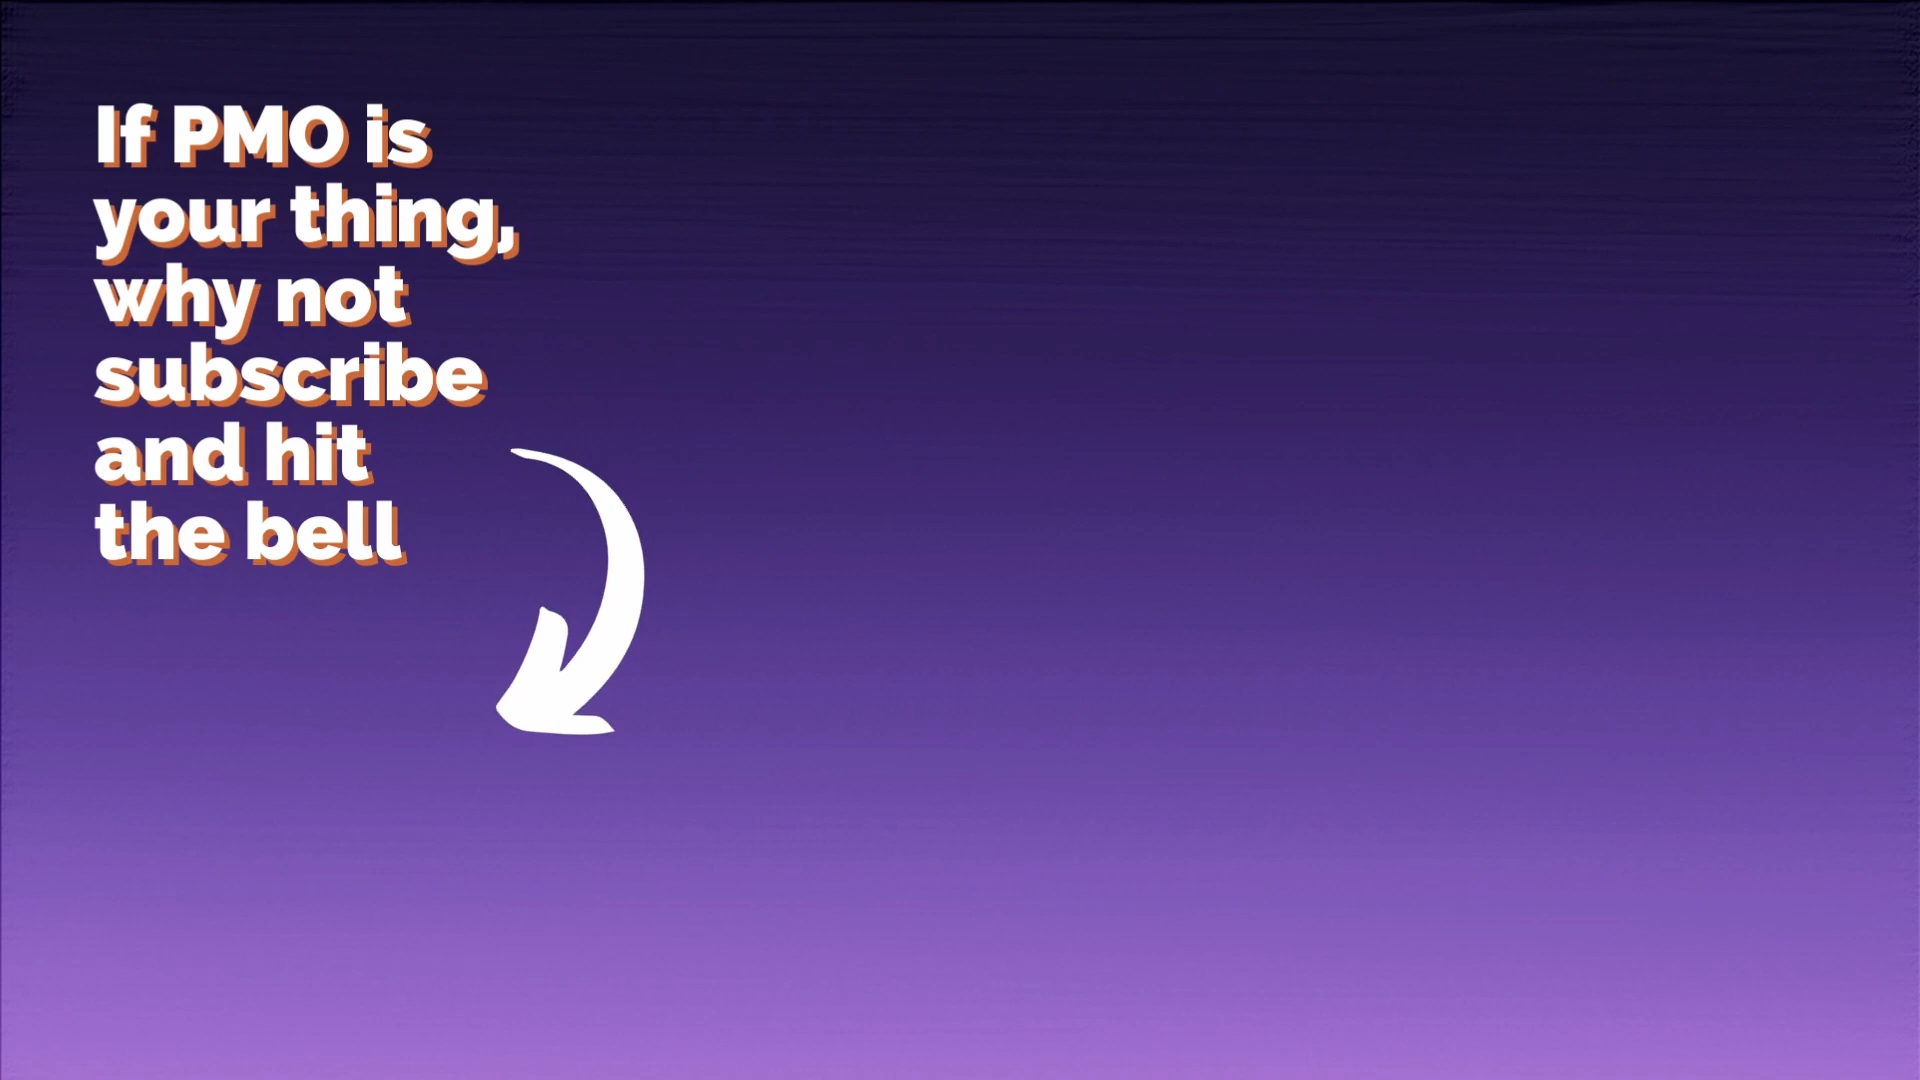 If PMO is
your thing,
why not
subscribe
and hit
the bell